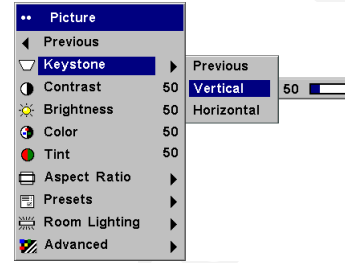 Picture
Previous
Keystone
Contrast 50
Brightness 50
Color 50
Tint 50
Aspect Ratio
Presets
Room Lighting
Advanced
Previous
Vertical 50
Horizontal